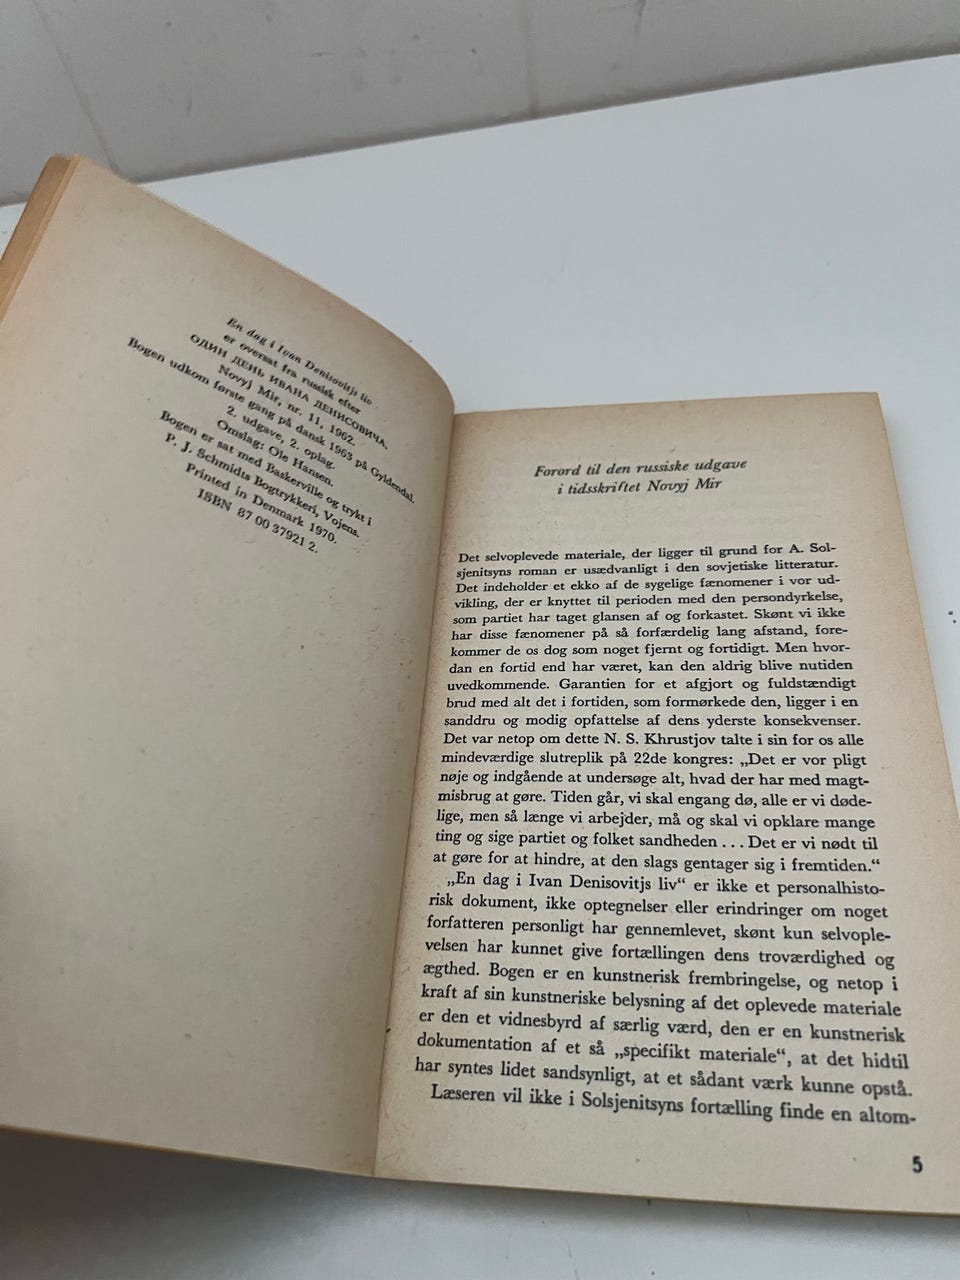 En dag i Ivan Denisovitjs liv
er oversat fra russisk efter
ОДИН ДЕНЬ ИВАНА ДЕНИСОВИЧА.
Novyj Mir, nr. 11, 1962.
Bogen udkom første gang på dansk 1963 på Gyldendal.
2. udgave, 2. oplag.
Omslag: Ole Hansen.
Bogen er sat med Baskerville og trykt i
P. J. Schmidts Bogtrykkeri, Vojens.
Printed in Denmark 1970.
ISBN 87 00 37921 2.
Forord til den russiske udgave
i tidsskriftet Novyj Mir
Det selvoplevede materiale, der ligger til grund for A. Sol-
sjenitsyns roman er usædvanligt i den sovjetiske litteratur.
Det indeholder et ekko af de sygelige fænomener i vor ud-
vikling, der er knyttet til perioden med den persondyrkelse,
som partiet har taget glansen af og forkastet. Skønt vi ikke
har disse fænomener på så forfærdelig lang afstand, fore-
kommer de os dog som noget fjernt og fortidigt. Men hvor-
dan en fortid end har været, kan den aldrig blive nutiden
uvedkommende. Garantien for et afgjort og fuldstændigt
brud med alt det i fortiden, som formørkede den, ligger i en
sanddru og modig opfattelse af dens yderste konsekvenser.
Det var netop om dette N. S. Khrustjov talte i sin for os alle
mindeværdige slutreplik på 22de kongres: „Det er vor pligt
nøje og indgående at undersøge alt, hvad der har med magt-
misbrug at gøre. Tiden går, vi skal engang dø, alle er vi døde-
lige, men så længe vi arbejder, må og skal vi opklare mange
ting og sige partiet og folket sandheden . . . Det er vi nødt til
at gøre for at hindre, at den slags gentager sig i fremtiden.“
„En dag i Ivan Denisovitjs liv“ er ikke et personalhisto-
risk dokument, ikke optegnelser eller erindringer om noget
forfatteren personligt har gennemlevet, skønt kun selvople-
velsen har kunnet give fortællingen dens troværdighed og
ægthed. Bogen er en kunstnerisk frembringelse, og netop i
kraft af sin kunstneriske belysning af det oplevede materiale
er den et vidnesbyrd af særlig værd, den er en kunstnerisk
dokumentation af et så „specifikt materiale“, at det hidtil
har syntes lidet sandsynligt, at et sådant værk kunne opstå.
Læseren vil ikke i Solsjenitsyns fortælling finde en altom-
5